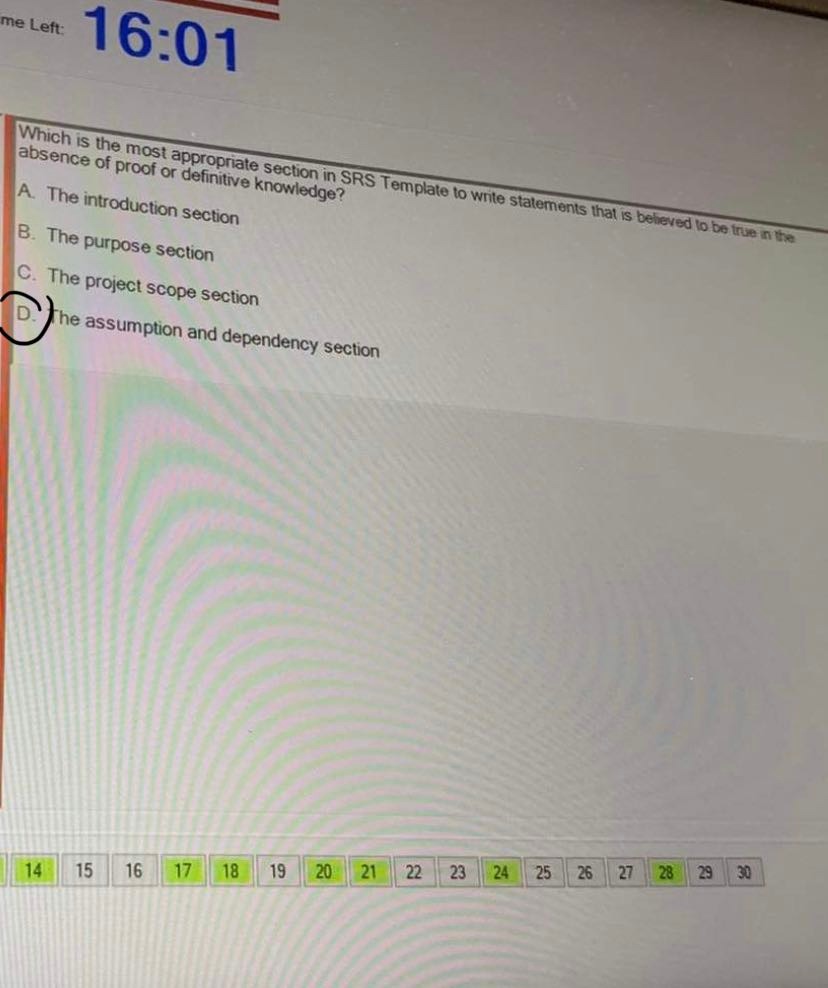 me Left: 16:01
Which is the most appropriate section in SRS Template to write statements that is believed to be true in the
absence of proof or definitive knowledge?
A. The introduction section
B. The purpose section
C. The project scope section
D. The assumption and dependency section
14 15 16 17 18 19 20 21 22 23 24 25 26 27 28 29 30